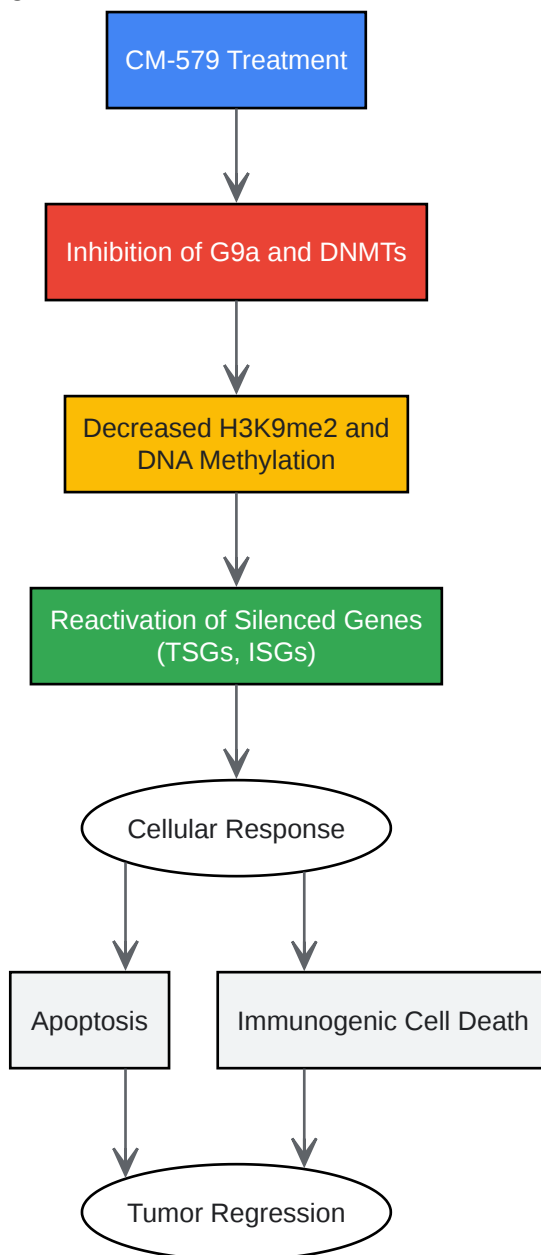 CM-579 Treatment
Inhibition of G9a and DNMTs
Decreased H3K9me2 and
DNA Methylation
Reactivation of Silenced Genes
(TSGs, ISGs)
Cellular Response
Apoptosis
Immunogenic Cell Death
Tumor Regression